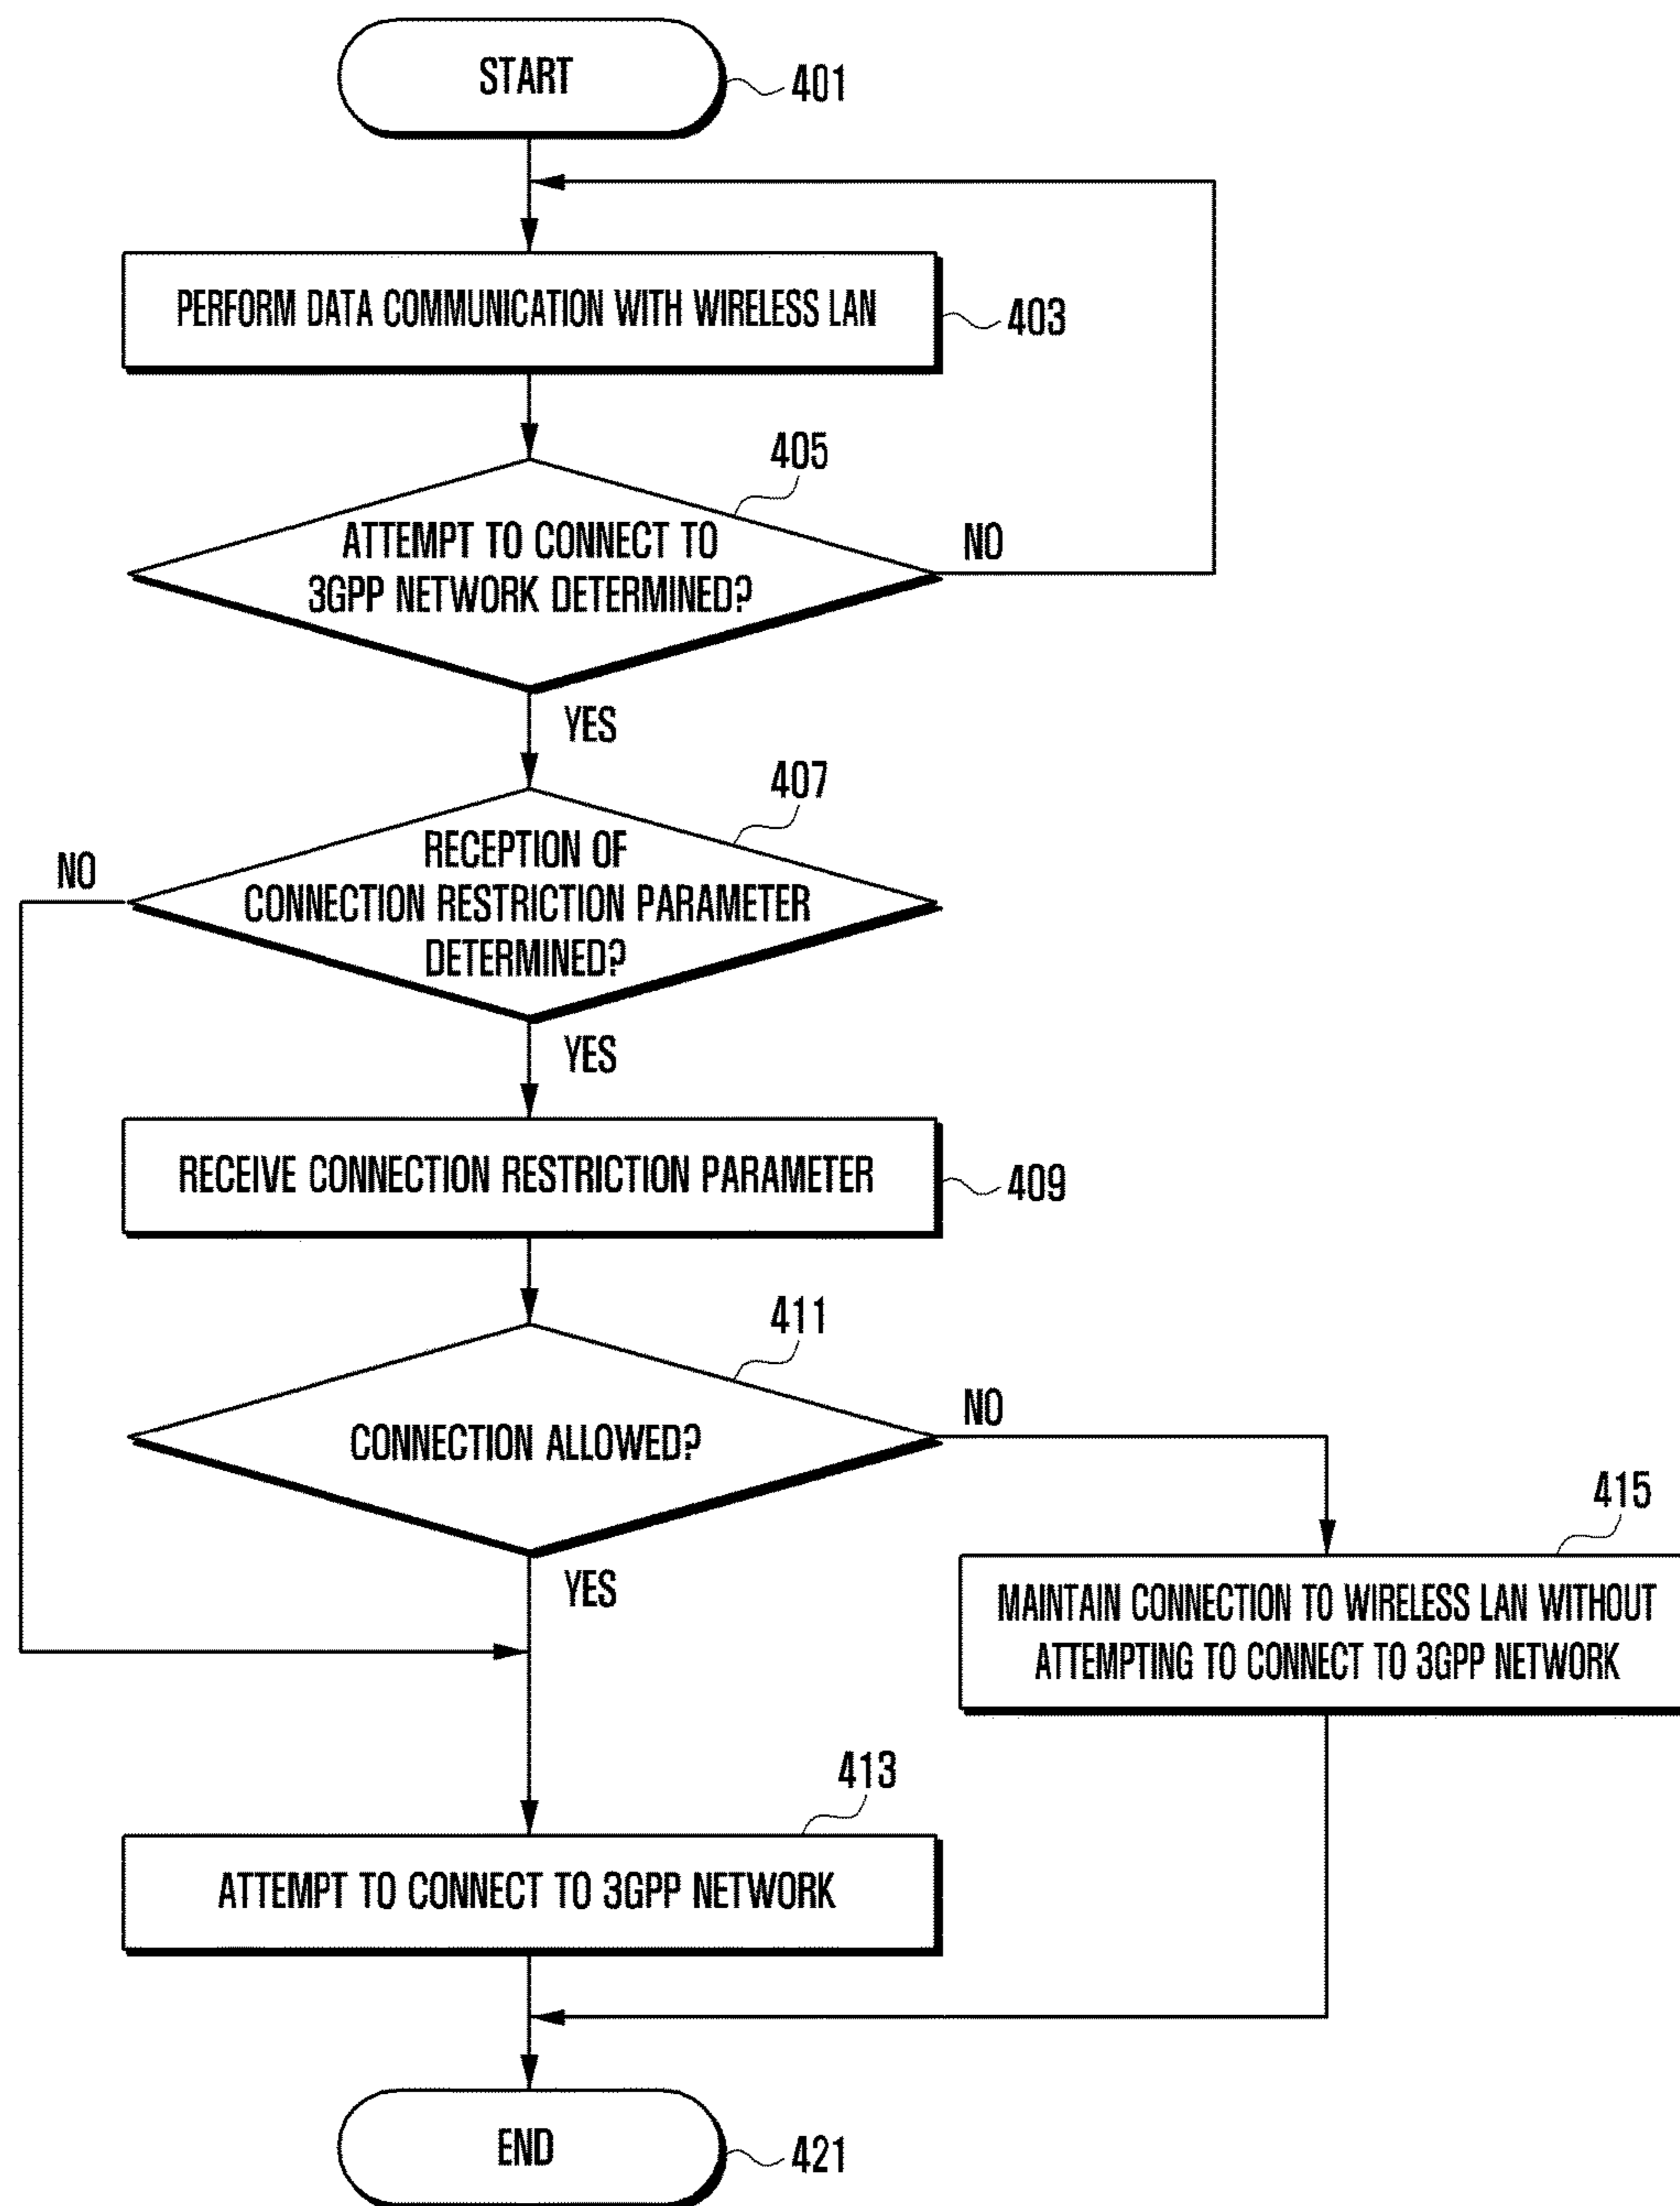 START
401
PERFORM DATA COMMUNICATION WITH WIRELESS LAN
403
405
ATTEMPT TO CONNECT TO
3GPP NETWORK DETERMINED?
NO
YES
407
RECEPTION OF
CONNECTION RESTRICTION PARAMETER
DETERMINED?
NO
YES
RECEIVE CONNECTION RESTRICTION PARAMETER
409
411
CONNECTION ALLOWED?
NO
YES
415
MAINTAIN CONNECTION TO WIRELESS LAN WITHOUT
ATTEMPTING TO CONNECT TO 3GPP NETWORK
413
ATTEMPT TO CONNECT TO 3GPP NETWORK
END
421